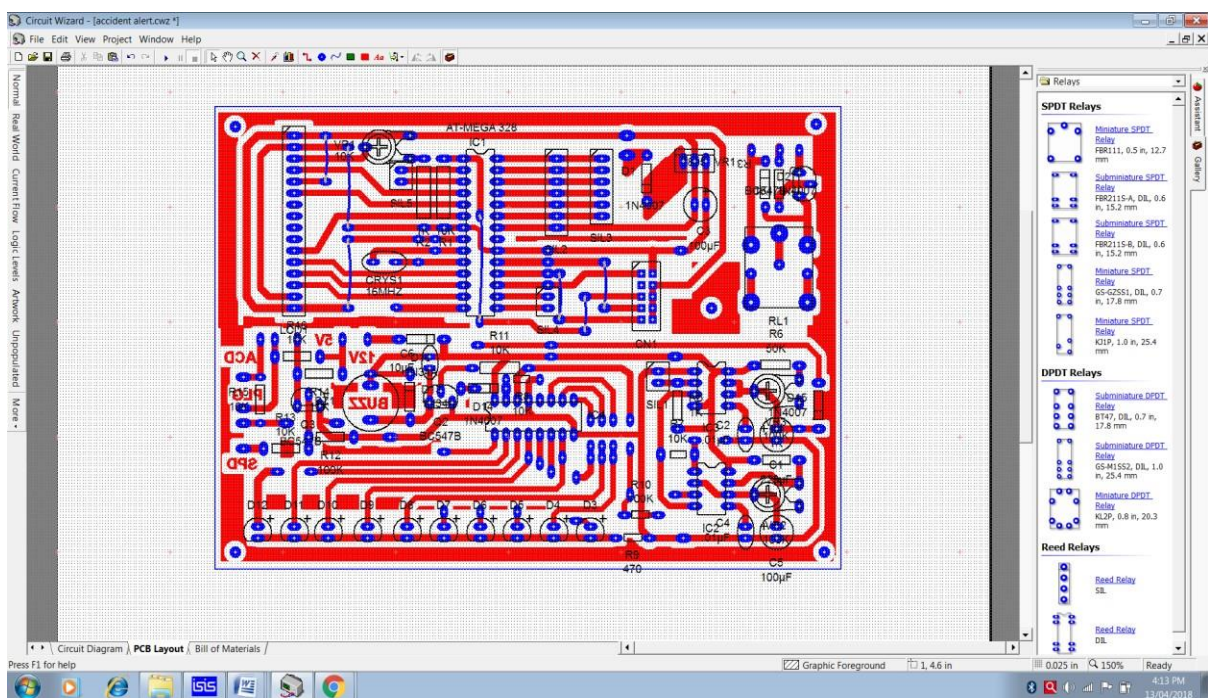 Circuit Wizard - [accident alert.cwz *]
File Edit View Project Window Help
Normal
Real World
Current Flow
Logic Levels
Artwork
Unpopulated
More
AT-MEGA 328
IC1
10K
SIL5
CRYS1
16MHZ
SIL2
SIL3
SIL4
CN1
1N4007
VR1
R3
C3
RL1
R6
50K
R11
10K
5V
12V
ACD
BUZZ
SPD
R13
10K
R12
100K
BC547B
1N4007
SIL1
10K
1N4007
C2
C1
R10
D12 D11 D10 D9 D8 D7 D6 D5 D4 D3
R9
470
IC2
C4
C5
100µF
Relays
SPDT Relays
Miniature SPDT Relay
FBR111, 0.5 in, 12.7 mm
Subminiature SPDT Relay
FBR211S-A, DIL, 0.6 in, 15.2 mm
Subminiature SPDT Relay
FBR211S-B, DIL, 0.6 in, 15.2 mm
Miniature SPDT Relay
GS-GZSS1, DIL, 0.7 in, 17.8 mm
Miniature SPDT Relay
KJ1P, 1.0 in, 25.4 mm
DPDT Relays
Subminiature DPDT Relay
BT47, DIL, 0.7 in, 17.8 mm
Subminiature DPDT Relay
GS-M1SS2, DIL, 1.0 in, 25.4 mm
Miniature DPDT Relay
KL2P, 0.8 in, 20.3 mm
Reed Relays
Reed Relay
SIL
Reed Relay
DIL
Assistant
Gallery
Circuit Diagram PCB Layout Bill of Materials
Press F1 for help
Graphic Foreground
1, 4.6 in
0.025 in
150%
Ready
isis
4:13 PM
13/04/2018